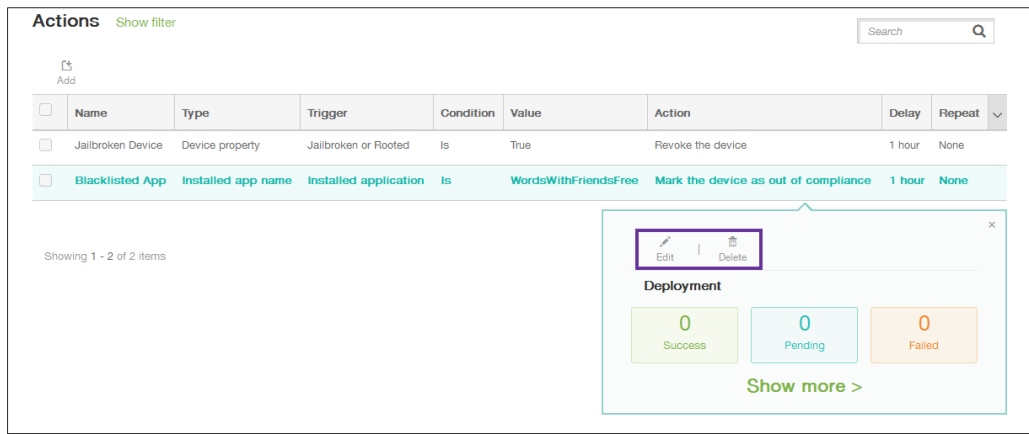 Actions Show filter
Search
Add
Name Type Trigger Condition Value Action Delay Repeat
Jailbroken Device Device property Jailbroken or Rooted Is True Revoke the device 1 hour None
Blacklisted App Installed app name Installed application Is WordsWithFriendsFree Mark the device as out of compliance 1 hour None
Showing 1 - 2 of 2 items
×
Edit | Delete
Deployment
0 0 0
Success Pending Failed
Show more >